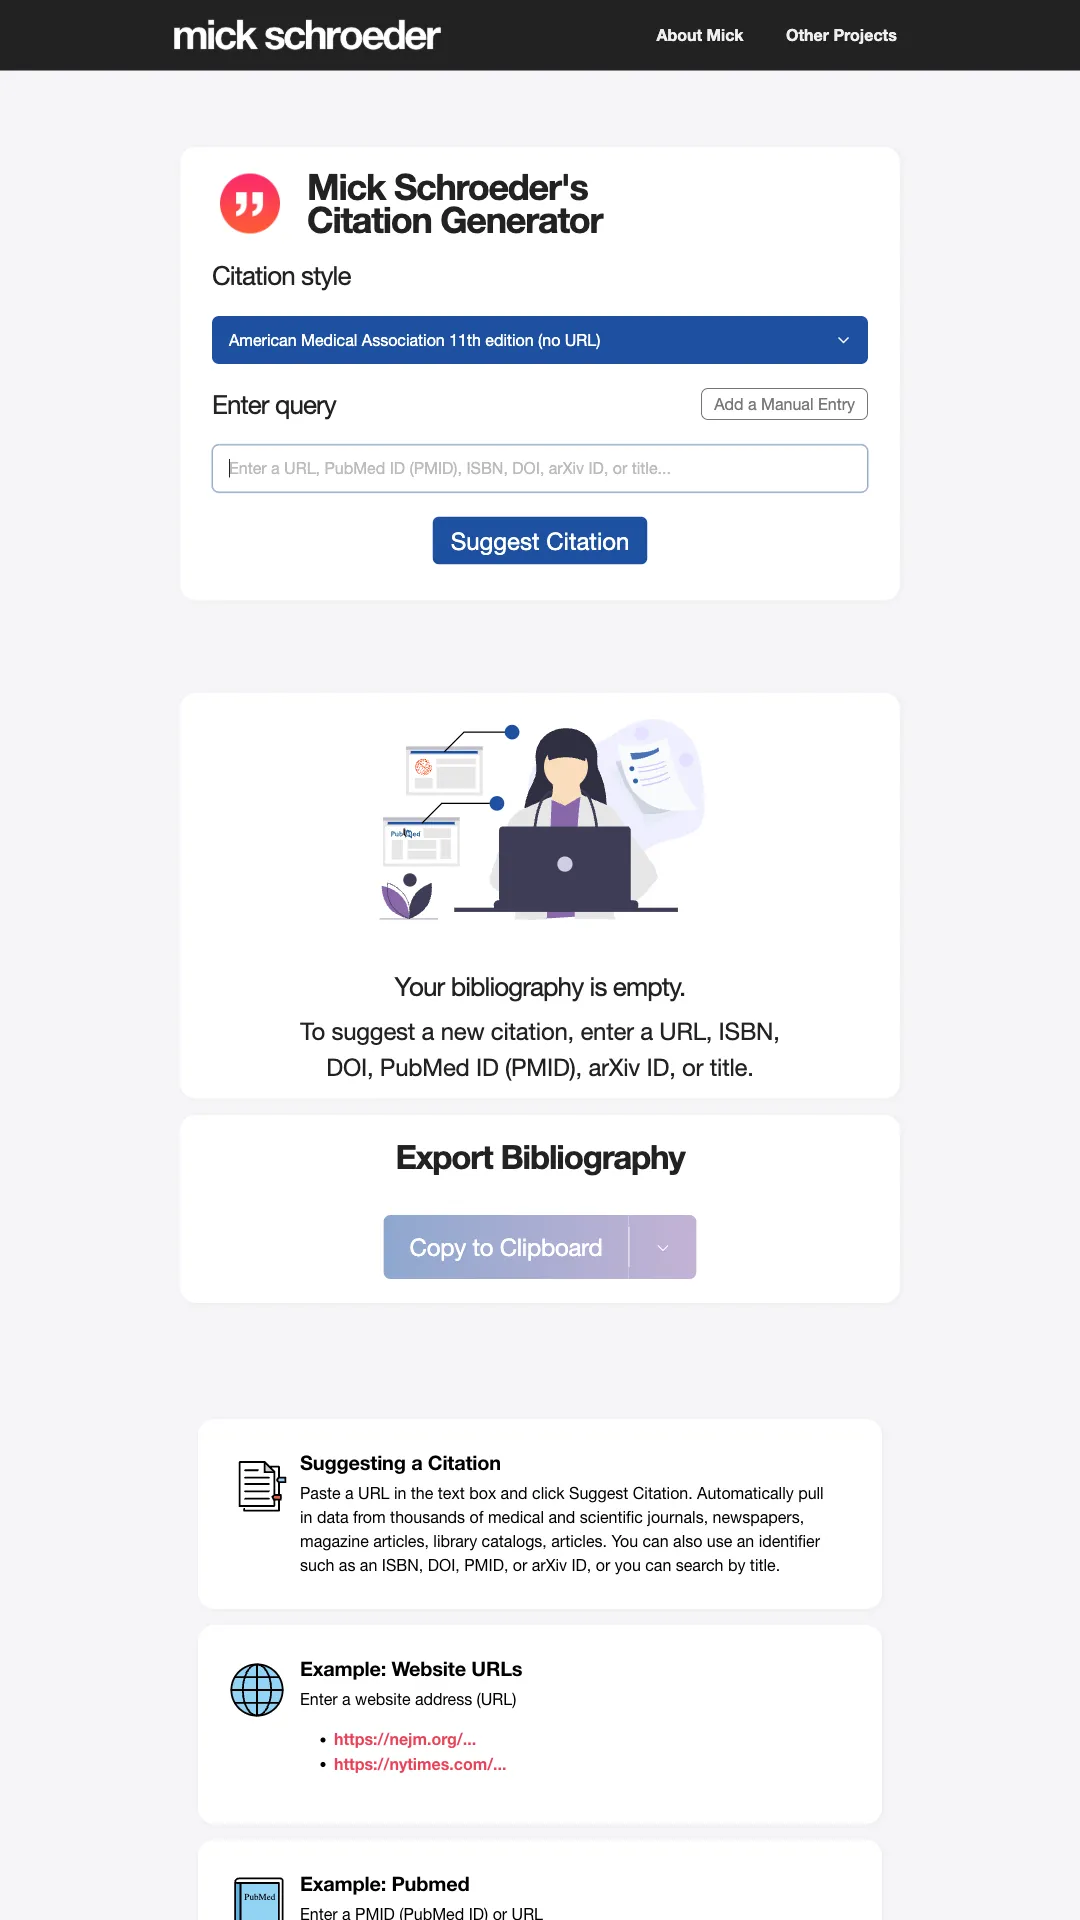 mick schroeder
About Mick
Other Projects
Mick Schroeder's
Citation Generator
Citation style
American Medical Association 11th edition (no URL)
Enter query
Add a Manual Entry
Enter a URL, PubMed ID (PMID), ISBN, DOI, arXiv ID, or title...
Suggest Citation
PubMed
Your bibliography is empty.
To suggest a new citation, enter a URL, ISBN,
DOI, PubMed ID (PMID), arXiv ID, or title.
Export Bibliography
Copy to Clipboard
Suggesting a Citation
Paste a URL in the text box and click Suggest Citation. Automatically pull
in data from thousands of medical and scientific journals, newspapers,
magazine articles, library catalogs, articles. You can also use an identifier
such as an ISBN, DOI, PMID, or arXiv ID, or you can search by title.
Example: Website URLs
Enter a website address (URL)
https://nejm.org/...
https://nytimes.com/...
PubMed
Example: Pubmed
Enter a PMID (PubMed ID) or URL